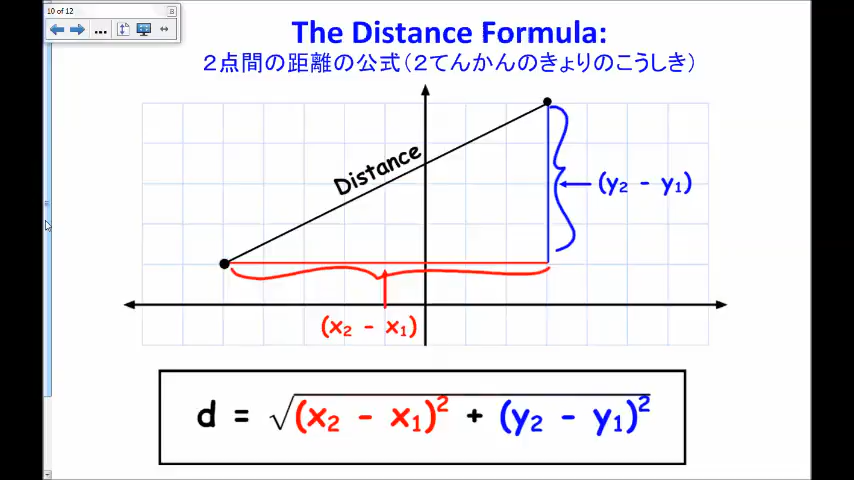 10 of 12
The Distance Formula:
２点間の距離の公式（２てんかんのきょりのこうしき）
Distance
(y₂ - y₁)
(x₂ - x₁)
d = √(x₂ - x₁)² + (y₂ - y₁)²